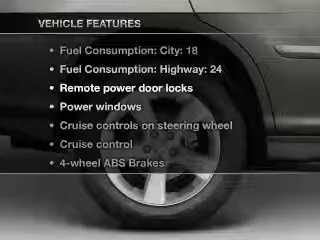 VEHICLE FEATURES
• Fuel Consumption: City: 18
• Fuel Consumption: Highway: 24
• Remote power door locks
• Power windows
• Cruise controls on steering wheel
• Cruise control
• 4-wheel ABS Brakes